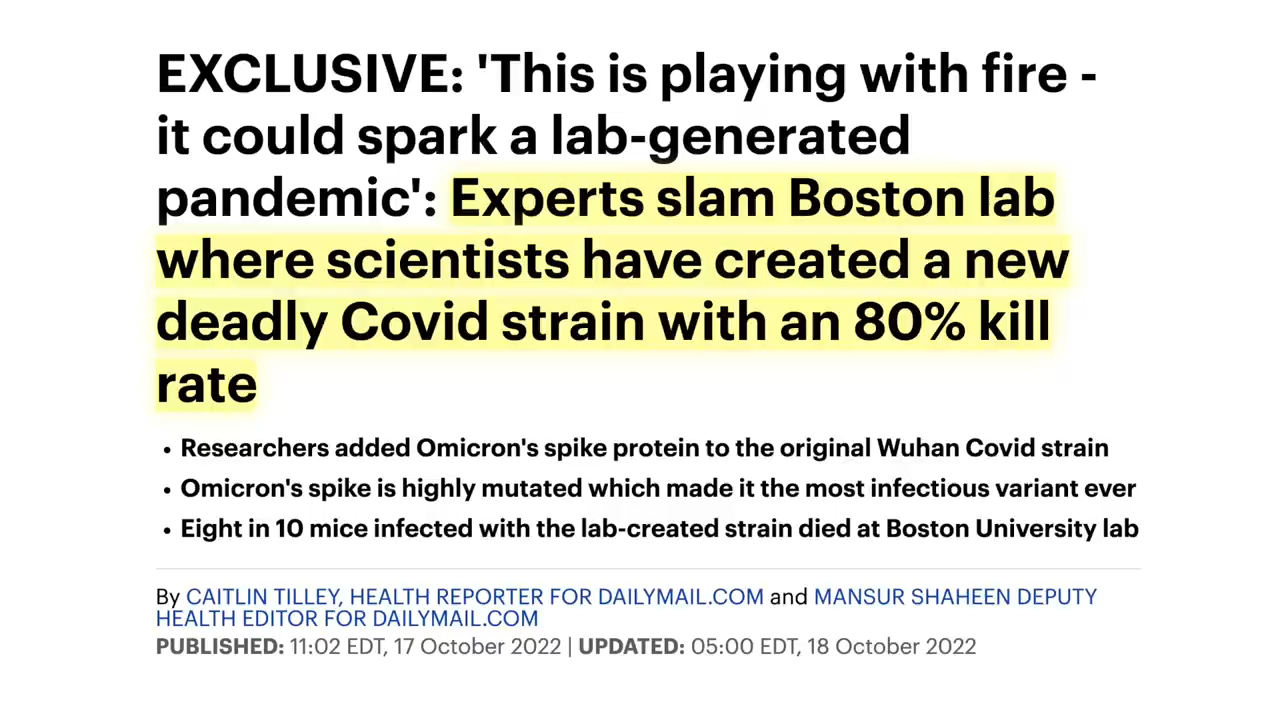 EXCLUSIVE: 'This is playing with fire -
it could spark a lab-generated
pandemic': Experts slam Boston lab
where scientists have created a new
deadly Covid strain with an 80% kill
rate
• Researchers added Omicron's spike protein to the original Wuhan Covid strain
• Omicron's spike is highly mutated which made it the most infectious variant ever
• Eight in 10 mice infected with the lab-created strain died at Boston University lab
By CAITLIN TILLEY, HEALTH REPORTER FOR DAILYMAIL.COM and MANSUR SHAHEEN DEPUTY
HEALTH EDITOR FOR DAILYMAIL.COM
PUBLISHED: 11:02 EDT, 17 October 2022 | UPDATED: 05:00 EDT, 18 October 2022